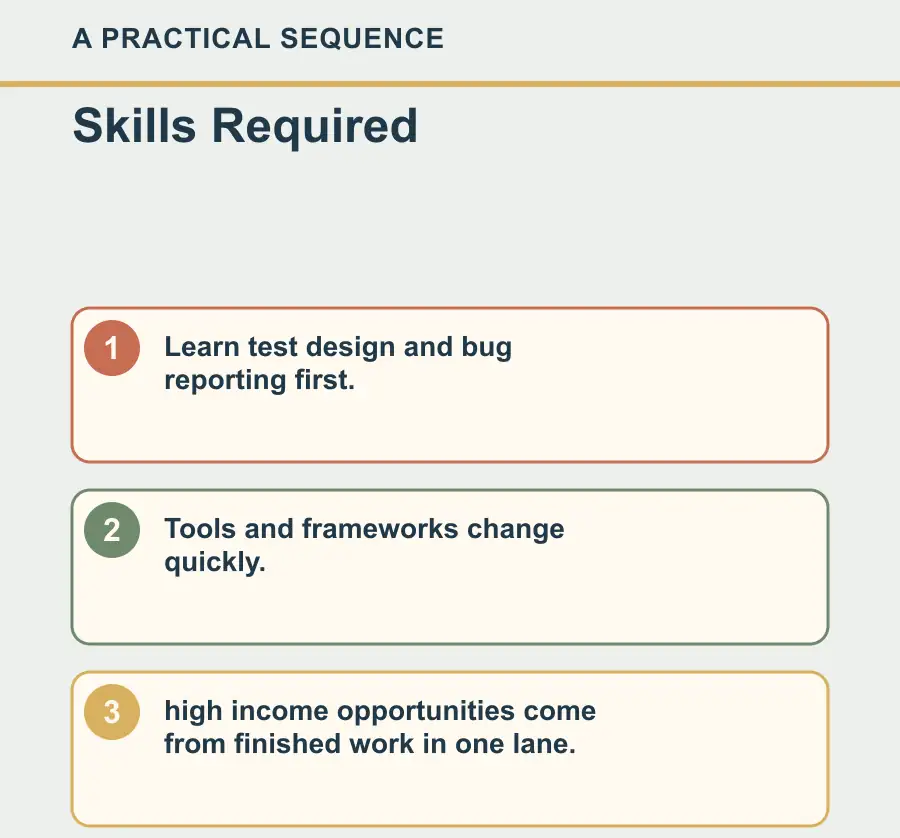 A PRACTICAL SEQUENCE
Skills Required
1
Learn test design and bug
reporting first.
2
Tools and frameworks change
quickly.
3
high income opportunities come
from finished work in one lane.